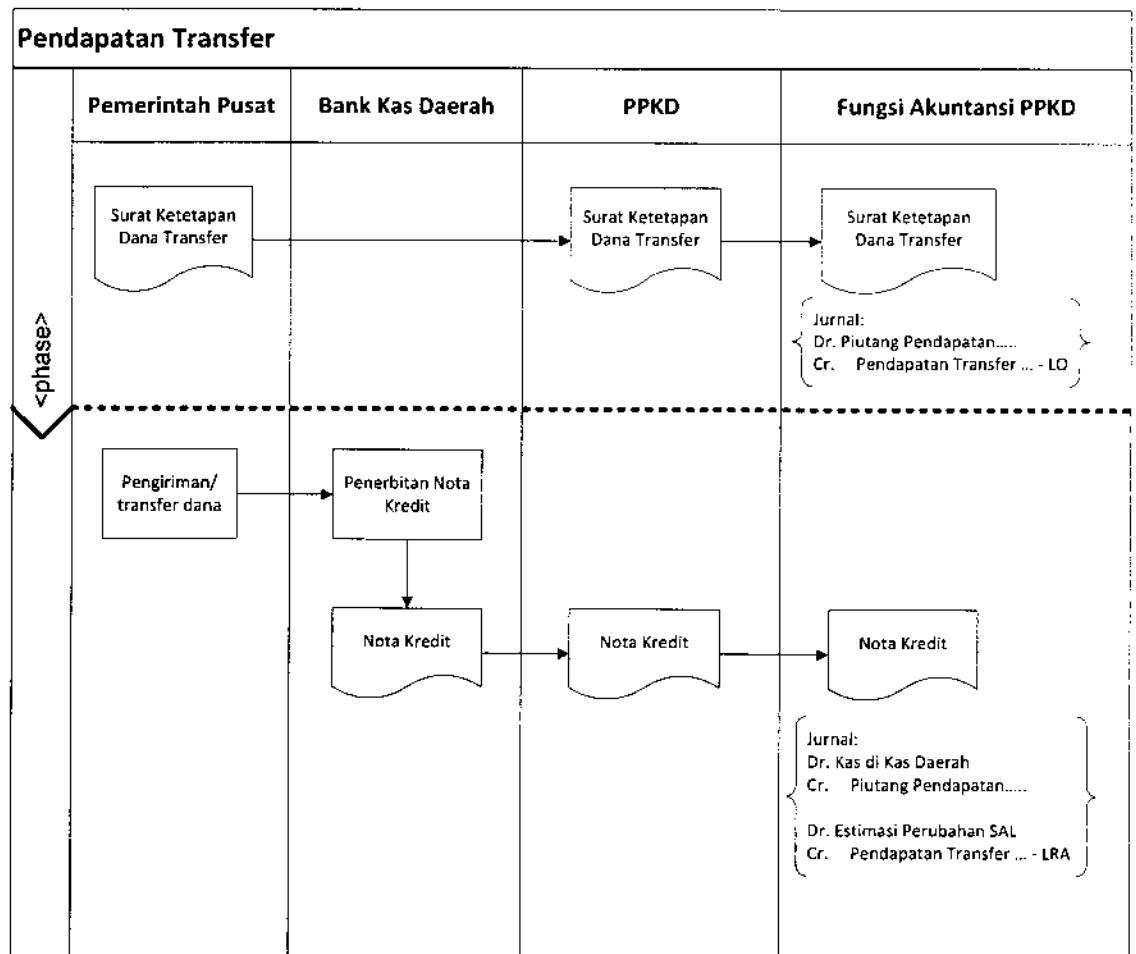 Pendapatan Transfer
Pemerintah Pusat
Bank Kas Daerah
PPKD
Fungsi Akuntansi PPKD
Surat Ketetapan
Dana Transfer
Surat Ketetapan
Dana Transfer
Surat Ketetapan
Dana Transfer
Jurnal:
Dr. Piutang Pendapatan.....
Cr. Pendapatan Transfer ... - LO
<phase>
Pengiriman/
transfer dana
Penerbitan Nota
Kredit
Nota Kredit
Nota Kredit
Nota Kredit
Jurnal:
Dr. Kas di Kas Daerah
Cr. Piutang Pendapatan.....
Dr. Estimasi Perubahan SAL
Cr. Pendapatan Transfer ... - LRA